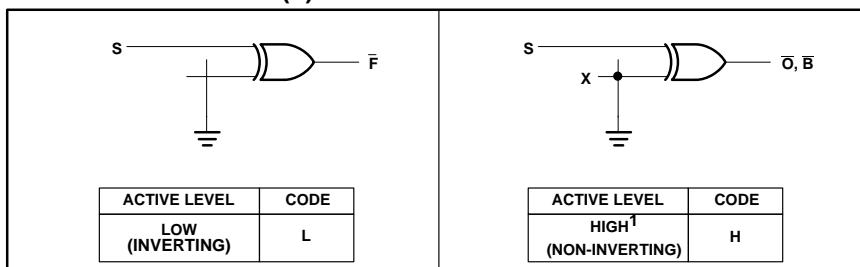 S
F̅
ACTIVE LEVEL CODE
LOW
(INVERTING)
L
S
X
O̅, B̅
ACTIVE LEVEL CODE
HIGH¹
(NON-INVERTING)
H